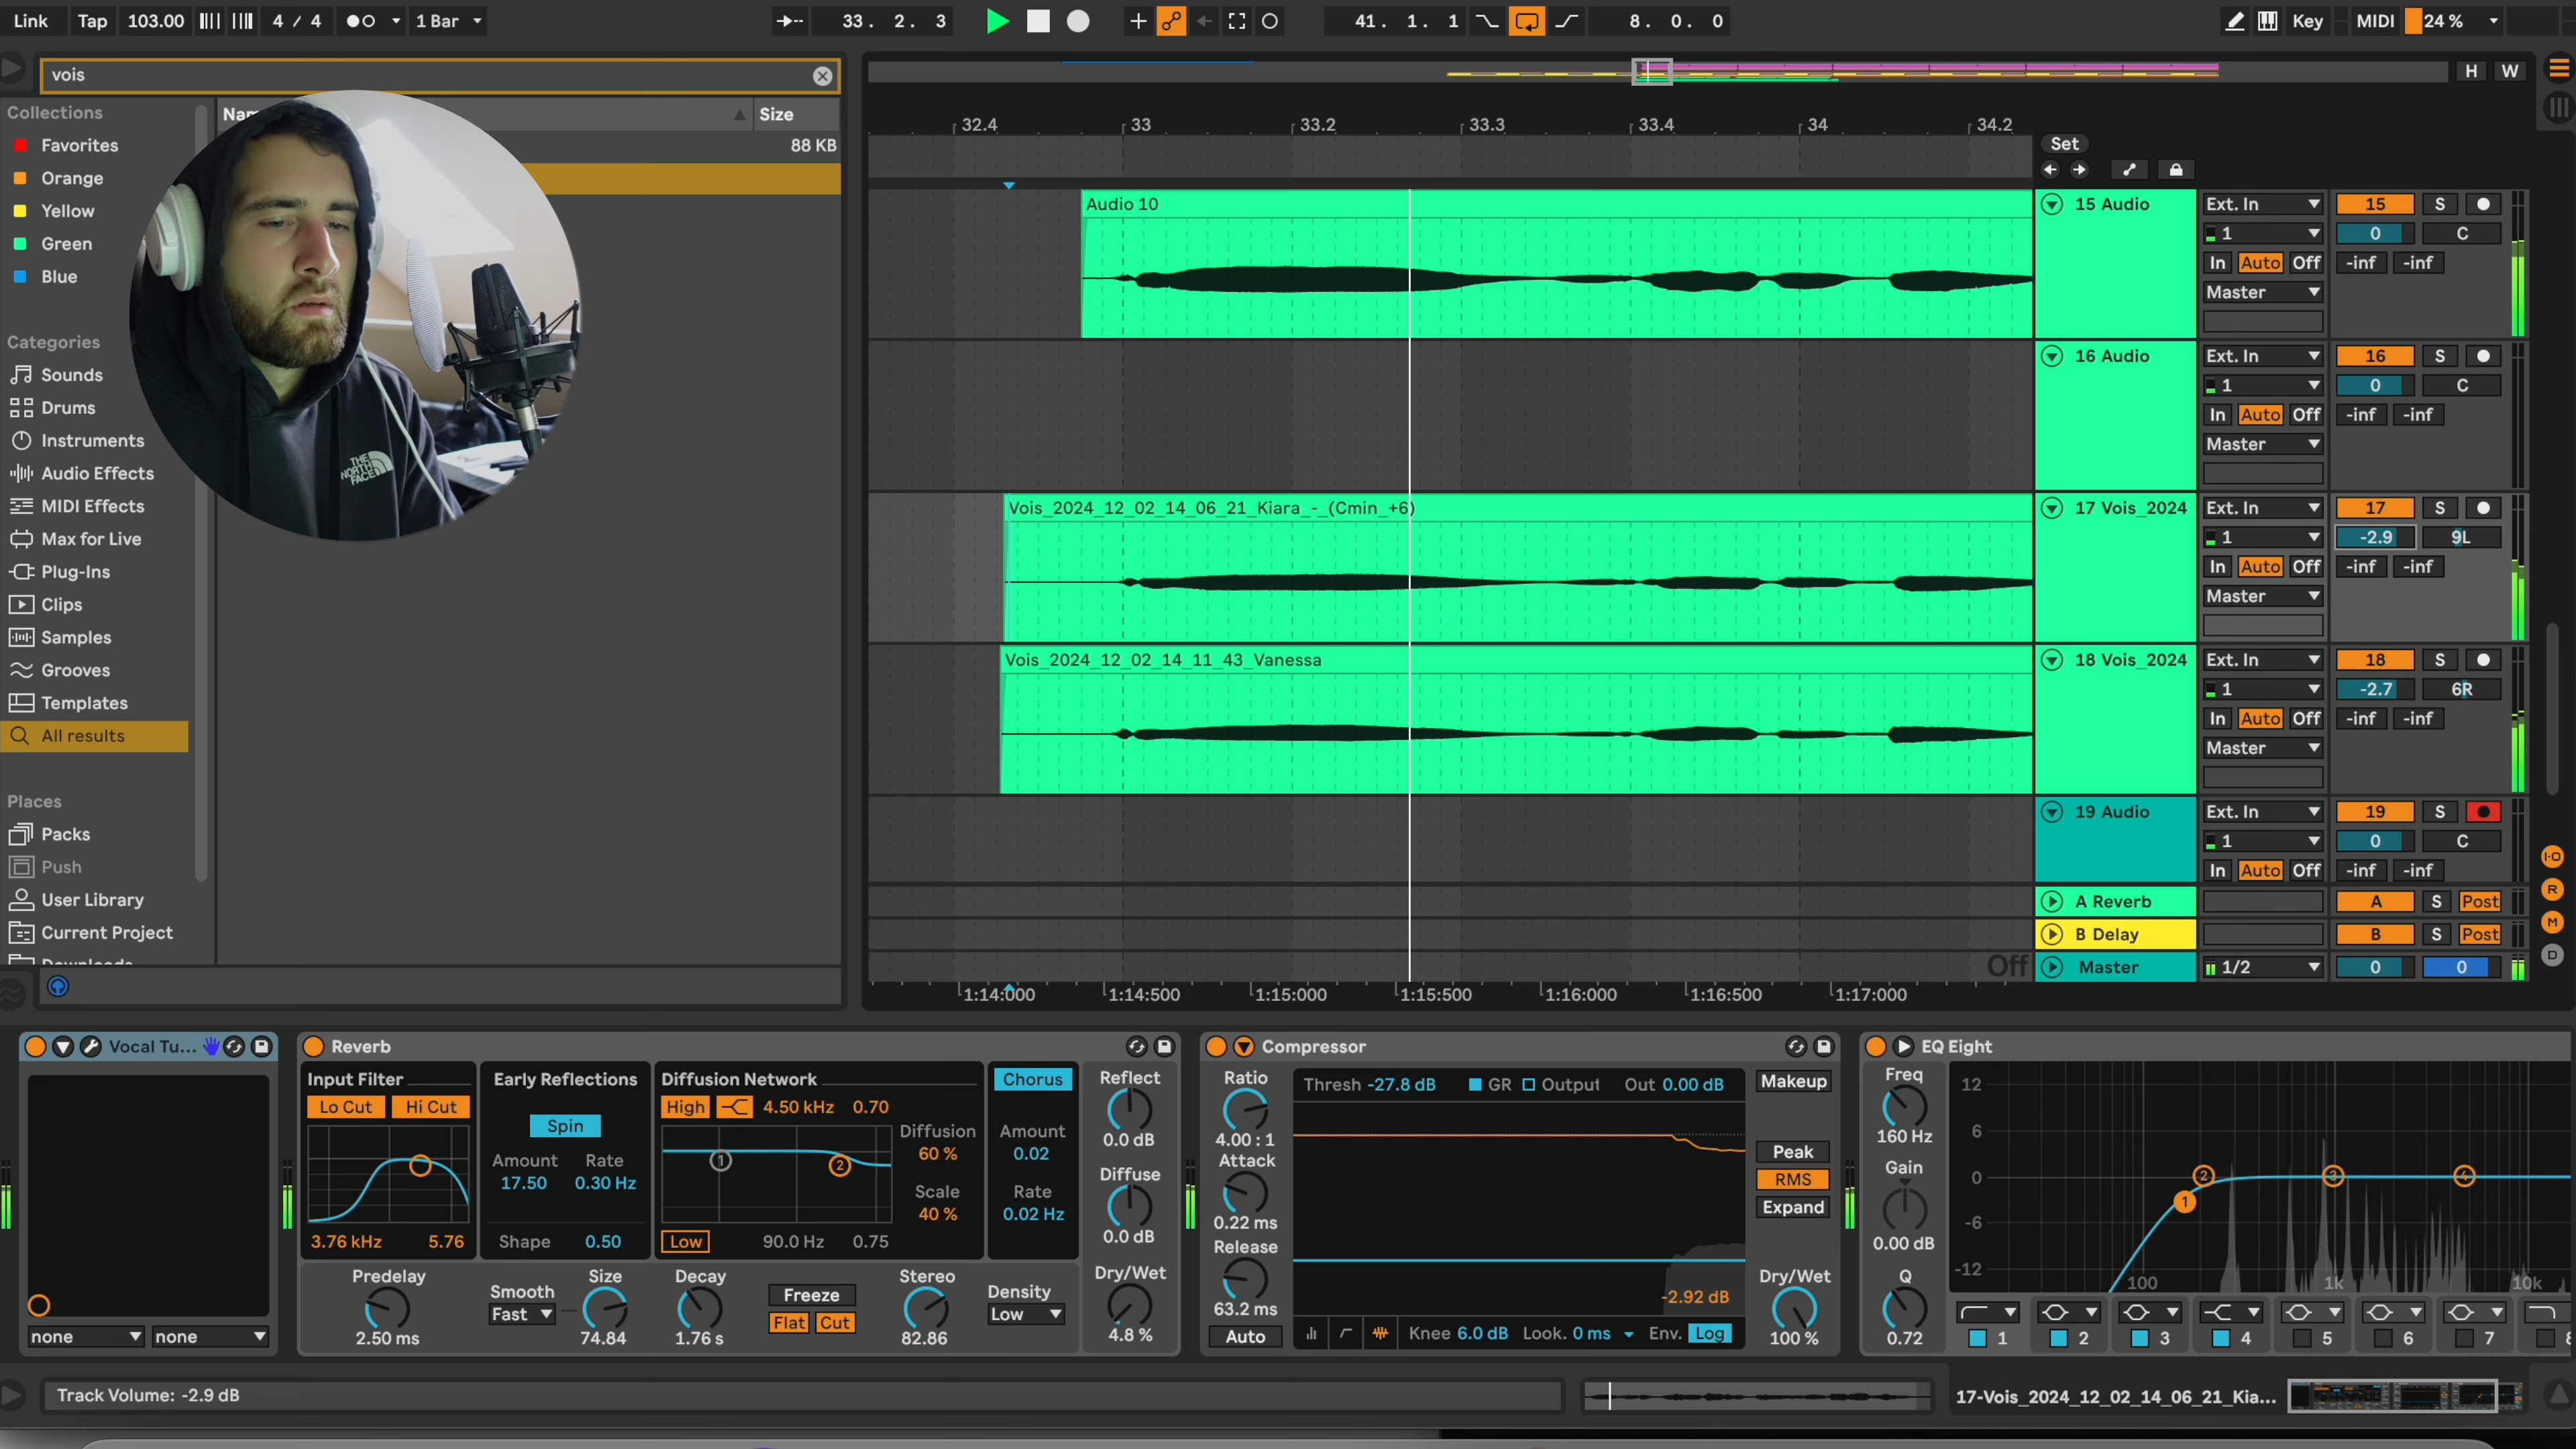 Link Tap 103.00 4 / 4 1 Bar 33. 2. 3 41. 1. 1 8. 0. 0 Key MIDI 24 %
vois
H W
Collections
Favorites
Orange
Yellow
Green
Blue
Categories
Sounds
Drums
Instruments
Audio Effects
MIDI Effects
Max for Live
Plug-Ins
Clips
Samples
Grooves
Templates
All results
Places
Packs
Push
User Library
Current Project
Size
88 KB
THE NORTH FACE
32.4 33 33.2 33.3 33.4 34 34.2
Set
Audio 10
15 Audio Ext. In 15 S
1 0 C
In Auto Off -inf -inf
Master
16 Audio Ext. In 16 S
1 0 C
In Auto Off -inf -inf
Master
Vois_2024_12_02_14_06_21_Kiara_-_(Cmin_+6)
17 Vois_2024 Ext. In 17 S
1 -2.9 9L
In Auto Off -inf -inf
Master
Vois_2024_12_02_14_11_43_Vanessa
18 Vois_2024 Ext. In 18 S
1 -2.7 6R
In Auto Off -inf -inf
Master
19 Audio Ext. In 19 S
1 0 C
In Auto Off -inf -inf
A Reverb A S Post
B Delay B S Post
Off Master 1/2 0 0
I·O
R
M
D
1:14:000 1:14:500 1:15:000 1:15:500 1:16:000 1:16:500 1:17:000
Vocal Tu...
none none
Reverb
Input Filter
Lo Cut Hi Cut
3.76 kHz 5.76
Early Reflections
Spin
Amount Rate
17.50 0.30 Hz
Shape 0.50
Diffusion Network
High 4.50 kHz 0.70
1 2
Diffusion
60 %
Scale
40 %
Low 90.0 Hz 0.75
Chorus
Amount
0.02
Rate
0.02 Hz
Reflect
0.0 dB
Diffuse
0.0 dB
Dry/Wet
4.8 %
Predelay
2.50 ms
Smooth
Fast
Size
74.84
Decay
1.76 s
Freeze
Flat Cut
Stereo
82.86
Density
Low
Compressor
Ratio
4.00 : 1
Attack
0.22 ms
Release
63.2 ms
Auto
Thresh -27.8 dB GR Output Out 0.00 dB
-2.92 dB
Knee 6.0 dB Look. 0 ms Env. Log
Makeup
Peak
RMS
Expand
Dry/Wet
100 %
EQ Eight
Freq
160 Hz
Gain
0.00 dB
Q
0.72
12
6
0
-6
-12
1 2 3 4
100 1k 10k
1 2 3 4 5 6 7
Track Volume: -2.9 dB
17-Vois_2024_12_02_14_06_21_Kia...